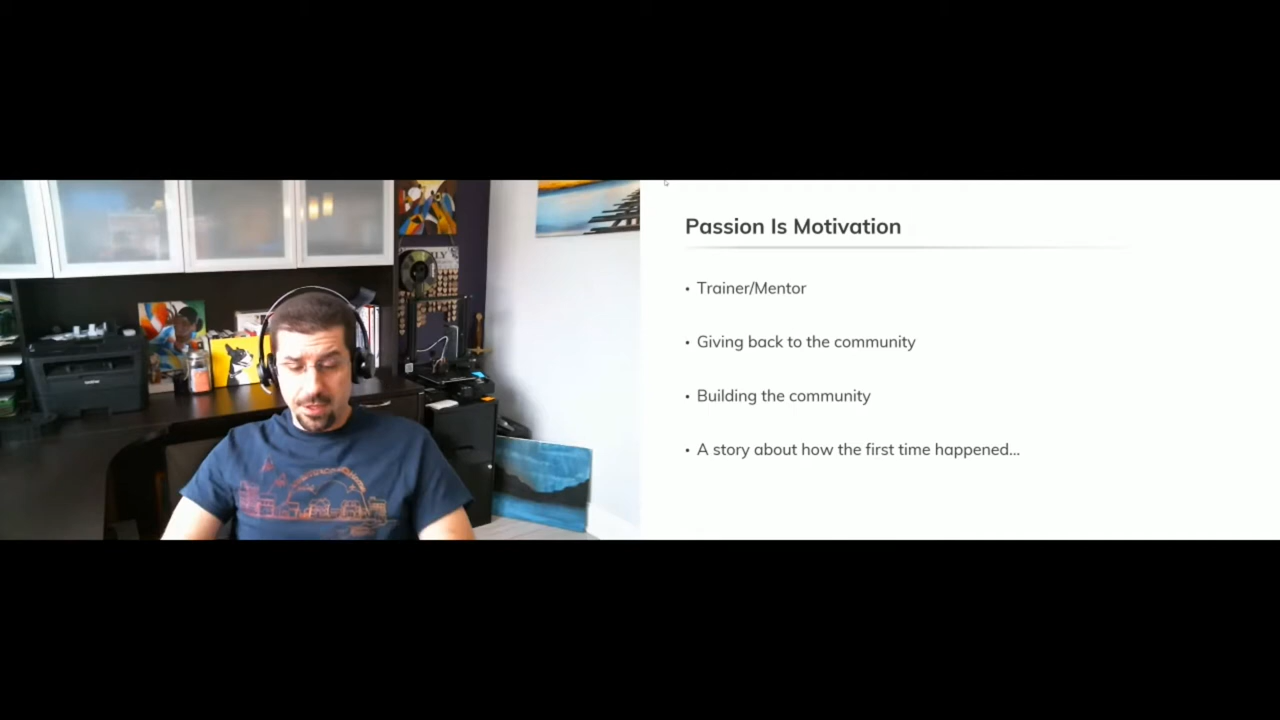 Passion Is Motivation
• Trainer/Mentor
• Giving back to the community
• Building the community
• A story about how the first time happened...